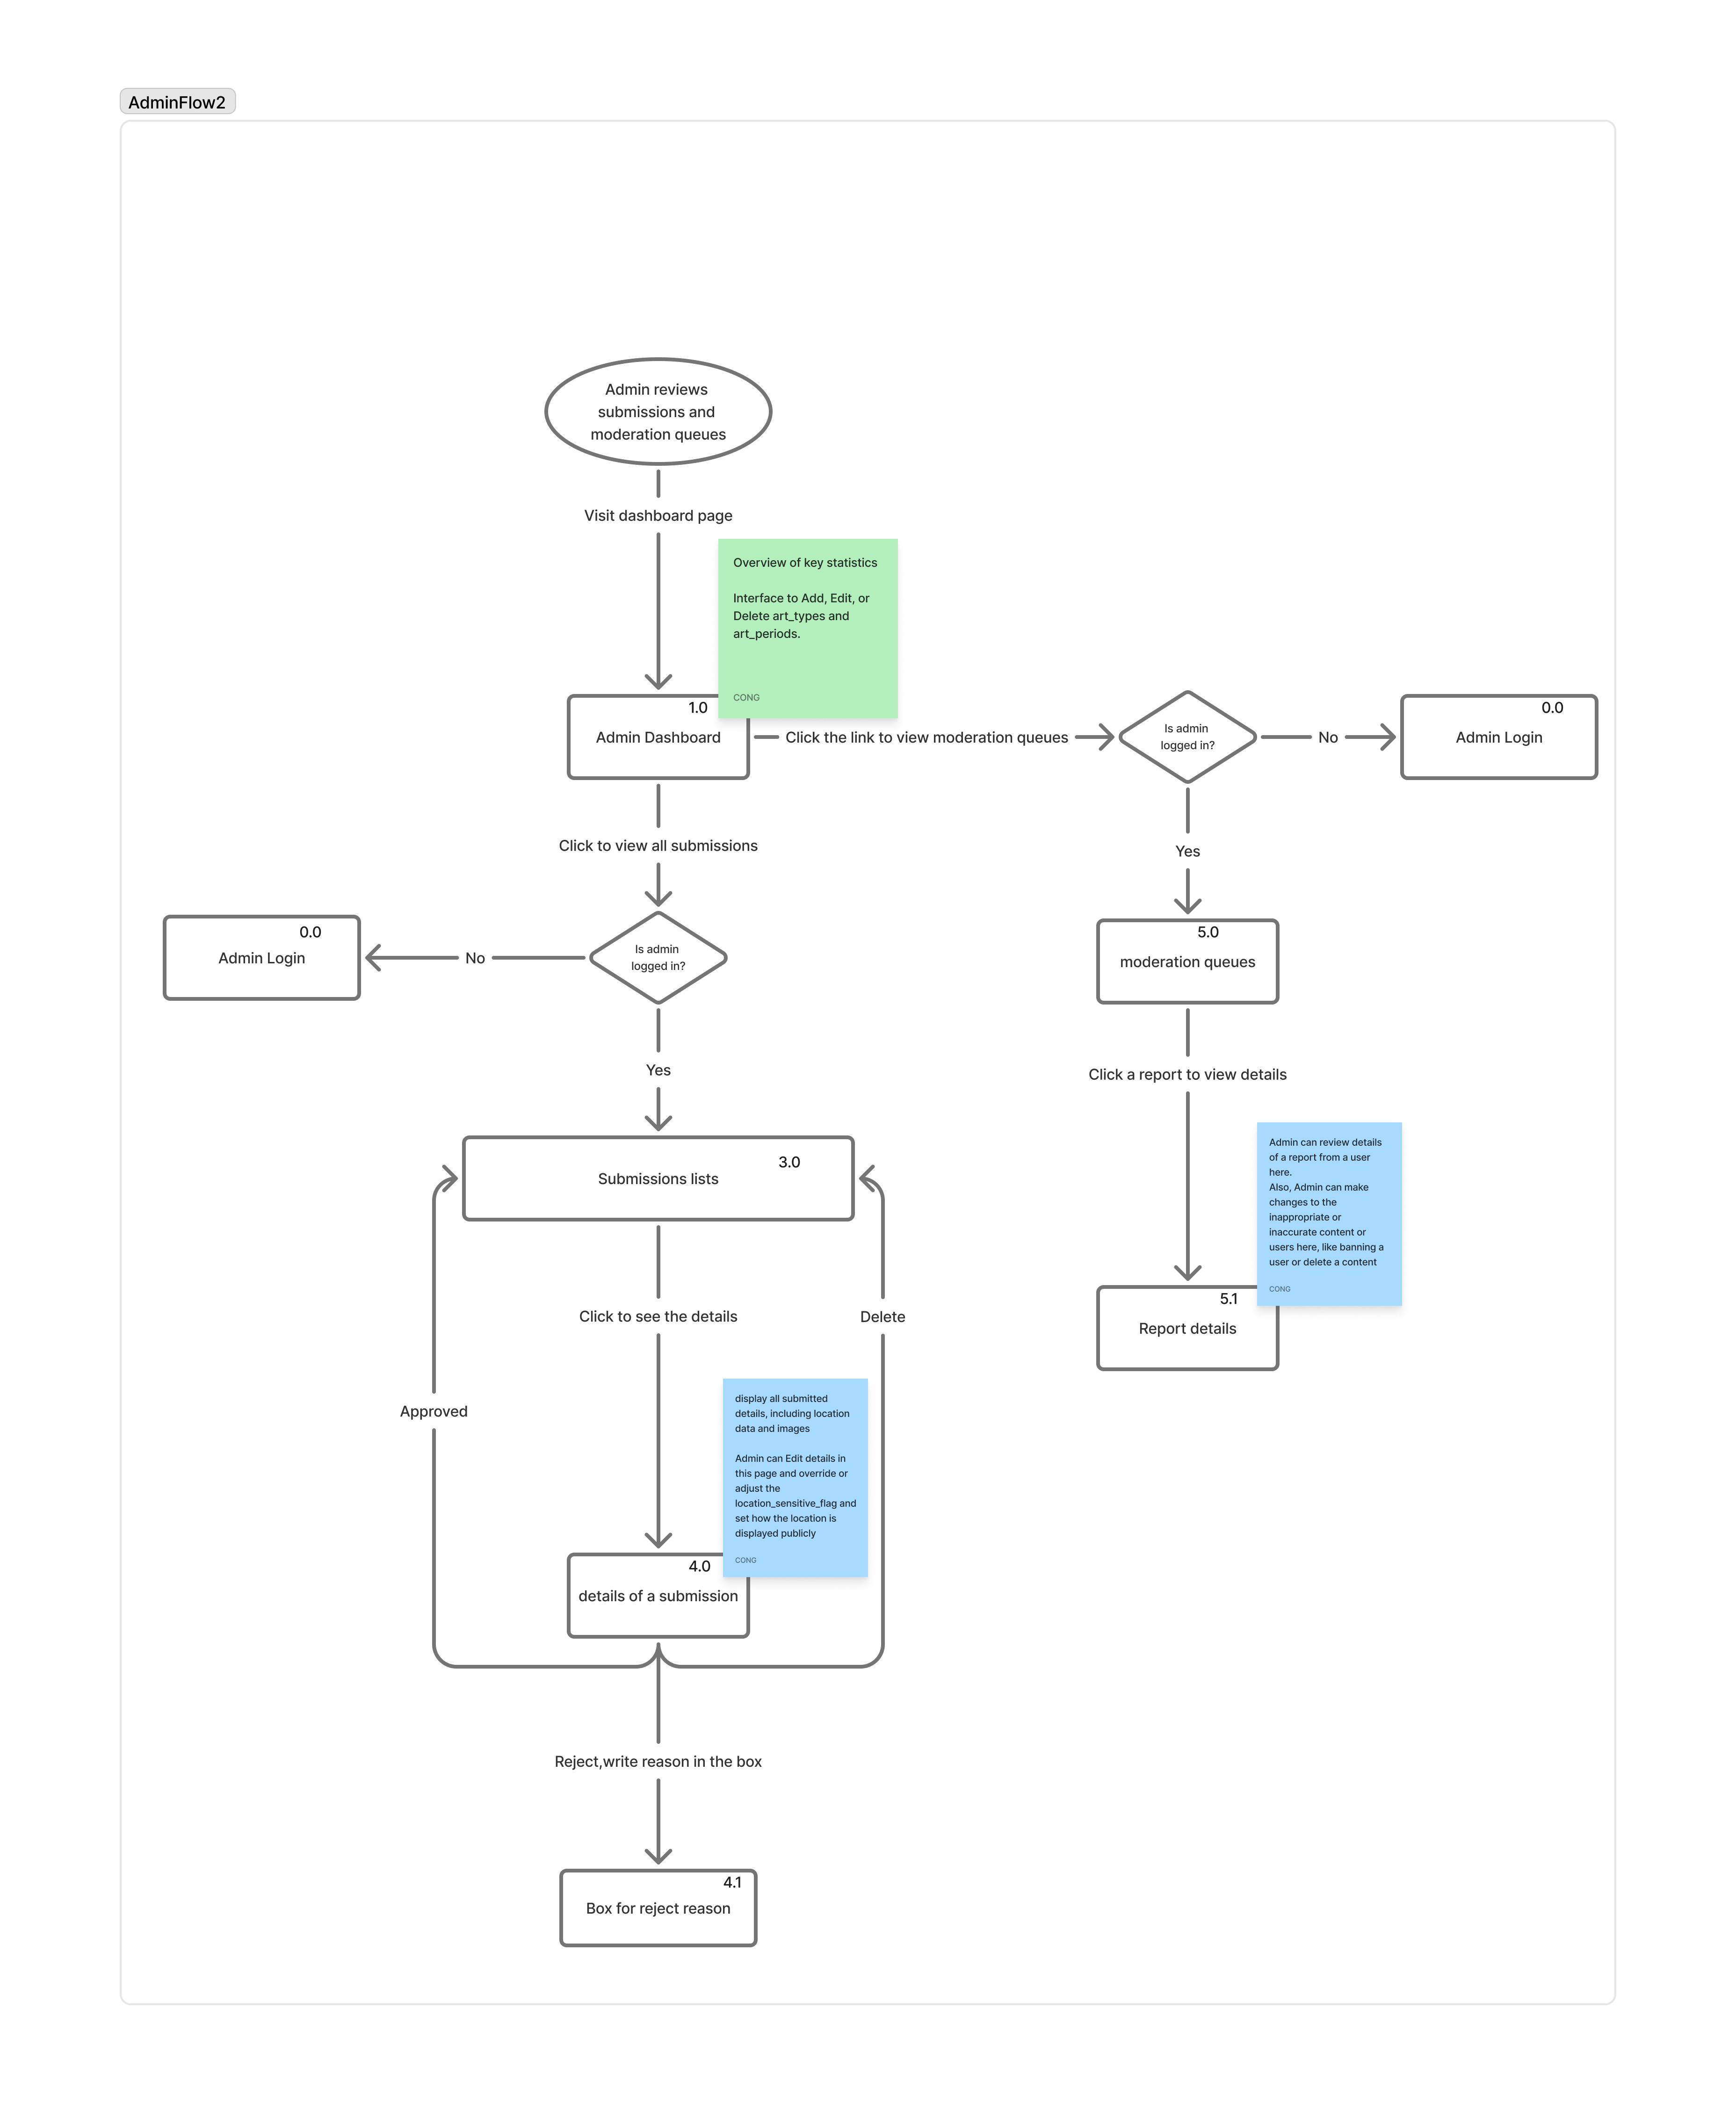 AdminFlow2
Admin reviews
submissions and
moderation queues
Visit dashboard page
Overview of key statistics
Interface to Add, Edit, or
Delete art_types and
art_periods.
CONG
1.0
Admin Dashboard
Click the link to view moderation queues
Is admin
logged in?
No
0.0
Admin Login
Click to view all submissions
Yes
0.0
Admin Login
No
Is admin
logged in?
5.0
moderation queues
Yes
Click a report to view details
3.0
Submissions lists
Admin can review details
of a report from a user
here.
Also, Admin can make
changes to the
inappropriate or
inaccurate content or
users here, like banning a
user or delete a content
CONG
5.1
Report details
Click to see the details
Delete
Approved
display all submitted
details, including location
data and images
Admin can Edit details in
this page and override or
adjust the
location_sensitive_flag and
set how the location is
displayed publicly
CONG
4.0
details of a submission
Reject,write reason in the box
4.1
Box for reject reason